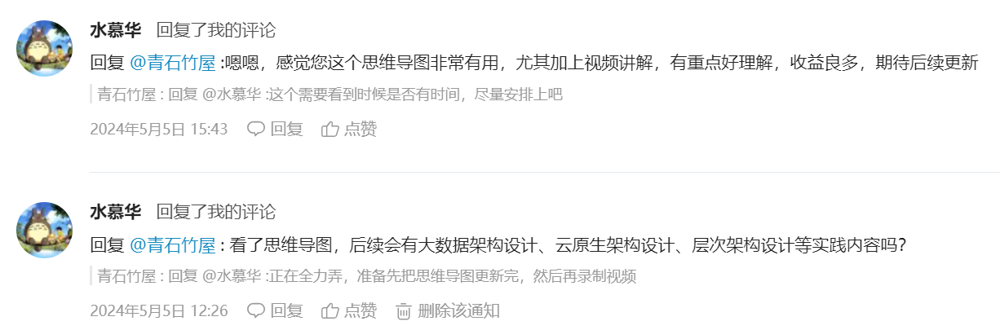 水慕华 回复了我的评论
回复 @青石竹屋 :嗯嗯，感觉您这个思维导图非常有用，尤其加上视频讲解，有重点好理解，收益良多，期待后续更新
青石竹屋 : 回复 @水慕华 :这个需要看到时候是否有时间，尽量安排上吧
2024年5月5日 15:43 回复 点赞
水慕华 回复了我的评论
回复 @青石竹屋 : 看了思维导图，后续会有大数据架构设计、云原生架构设计、层次架构设计等实践内容吗?
青石竹屋 : 回复 @水慕华 :正在全力弄，准备先把思维导图更新完，然后再录制视频
2024年5月5日 12:26 回复 点赞 删除该通知